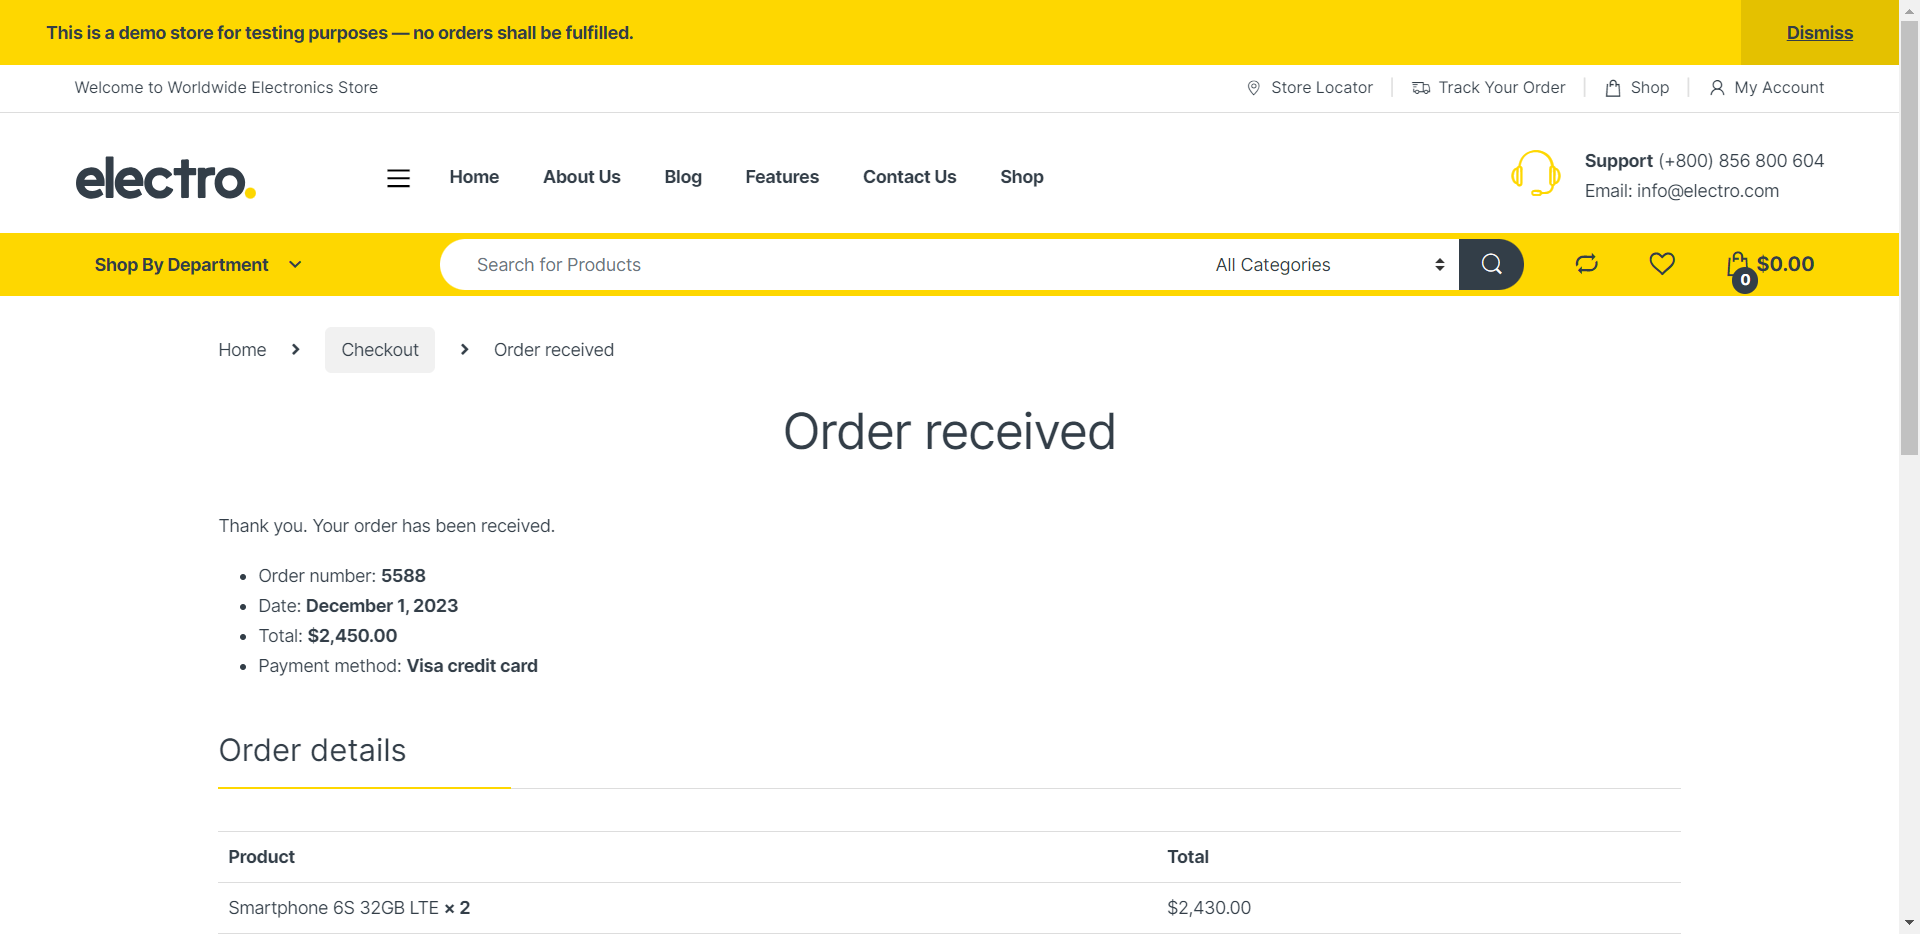 This is a demo store for testing purposes — no orders shall be fulfilled.
Dismiss
Welcome to Worldwide Electronics Store
Store Locator
Track Your Order
Shop
My Account
electro.
Home
About Us
Blog
Features
Contact Us
Shop
Support (+800) 856 800 604
Email: info@electro.com
Shop By Department
Search for Products
All Categories
0
$0.00
Home
Checkout
Order received
Order received
Thank you. Your order has been received.
Order number: 5588
Date: December 1, 2023
Total: $2,450.00
Payment method: Visa credit card
Order details
Product
Total
Smartphone 6S 32GB LTE × 2
$2,430.00